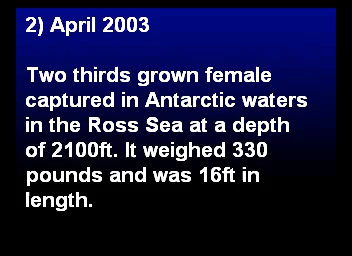 2) April 2003
Two thirds grown female
captured in Antarctic waters
in the Ross Sea at a depth
of 2100ft. It weighed 330
pounds and was 16ft in
length.